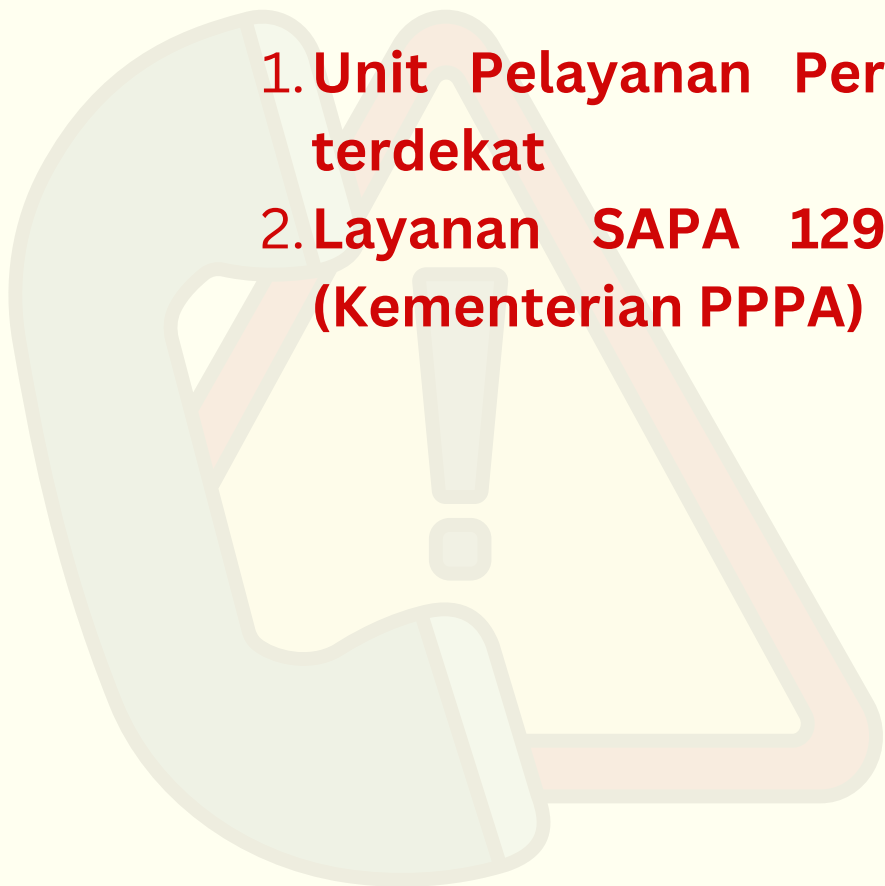 1. Unit Pelayanan Per
terdekat
2. Layanan SAPA 129
(Kementerian PPPA)